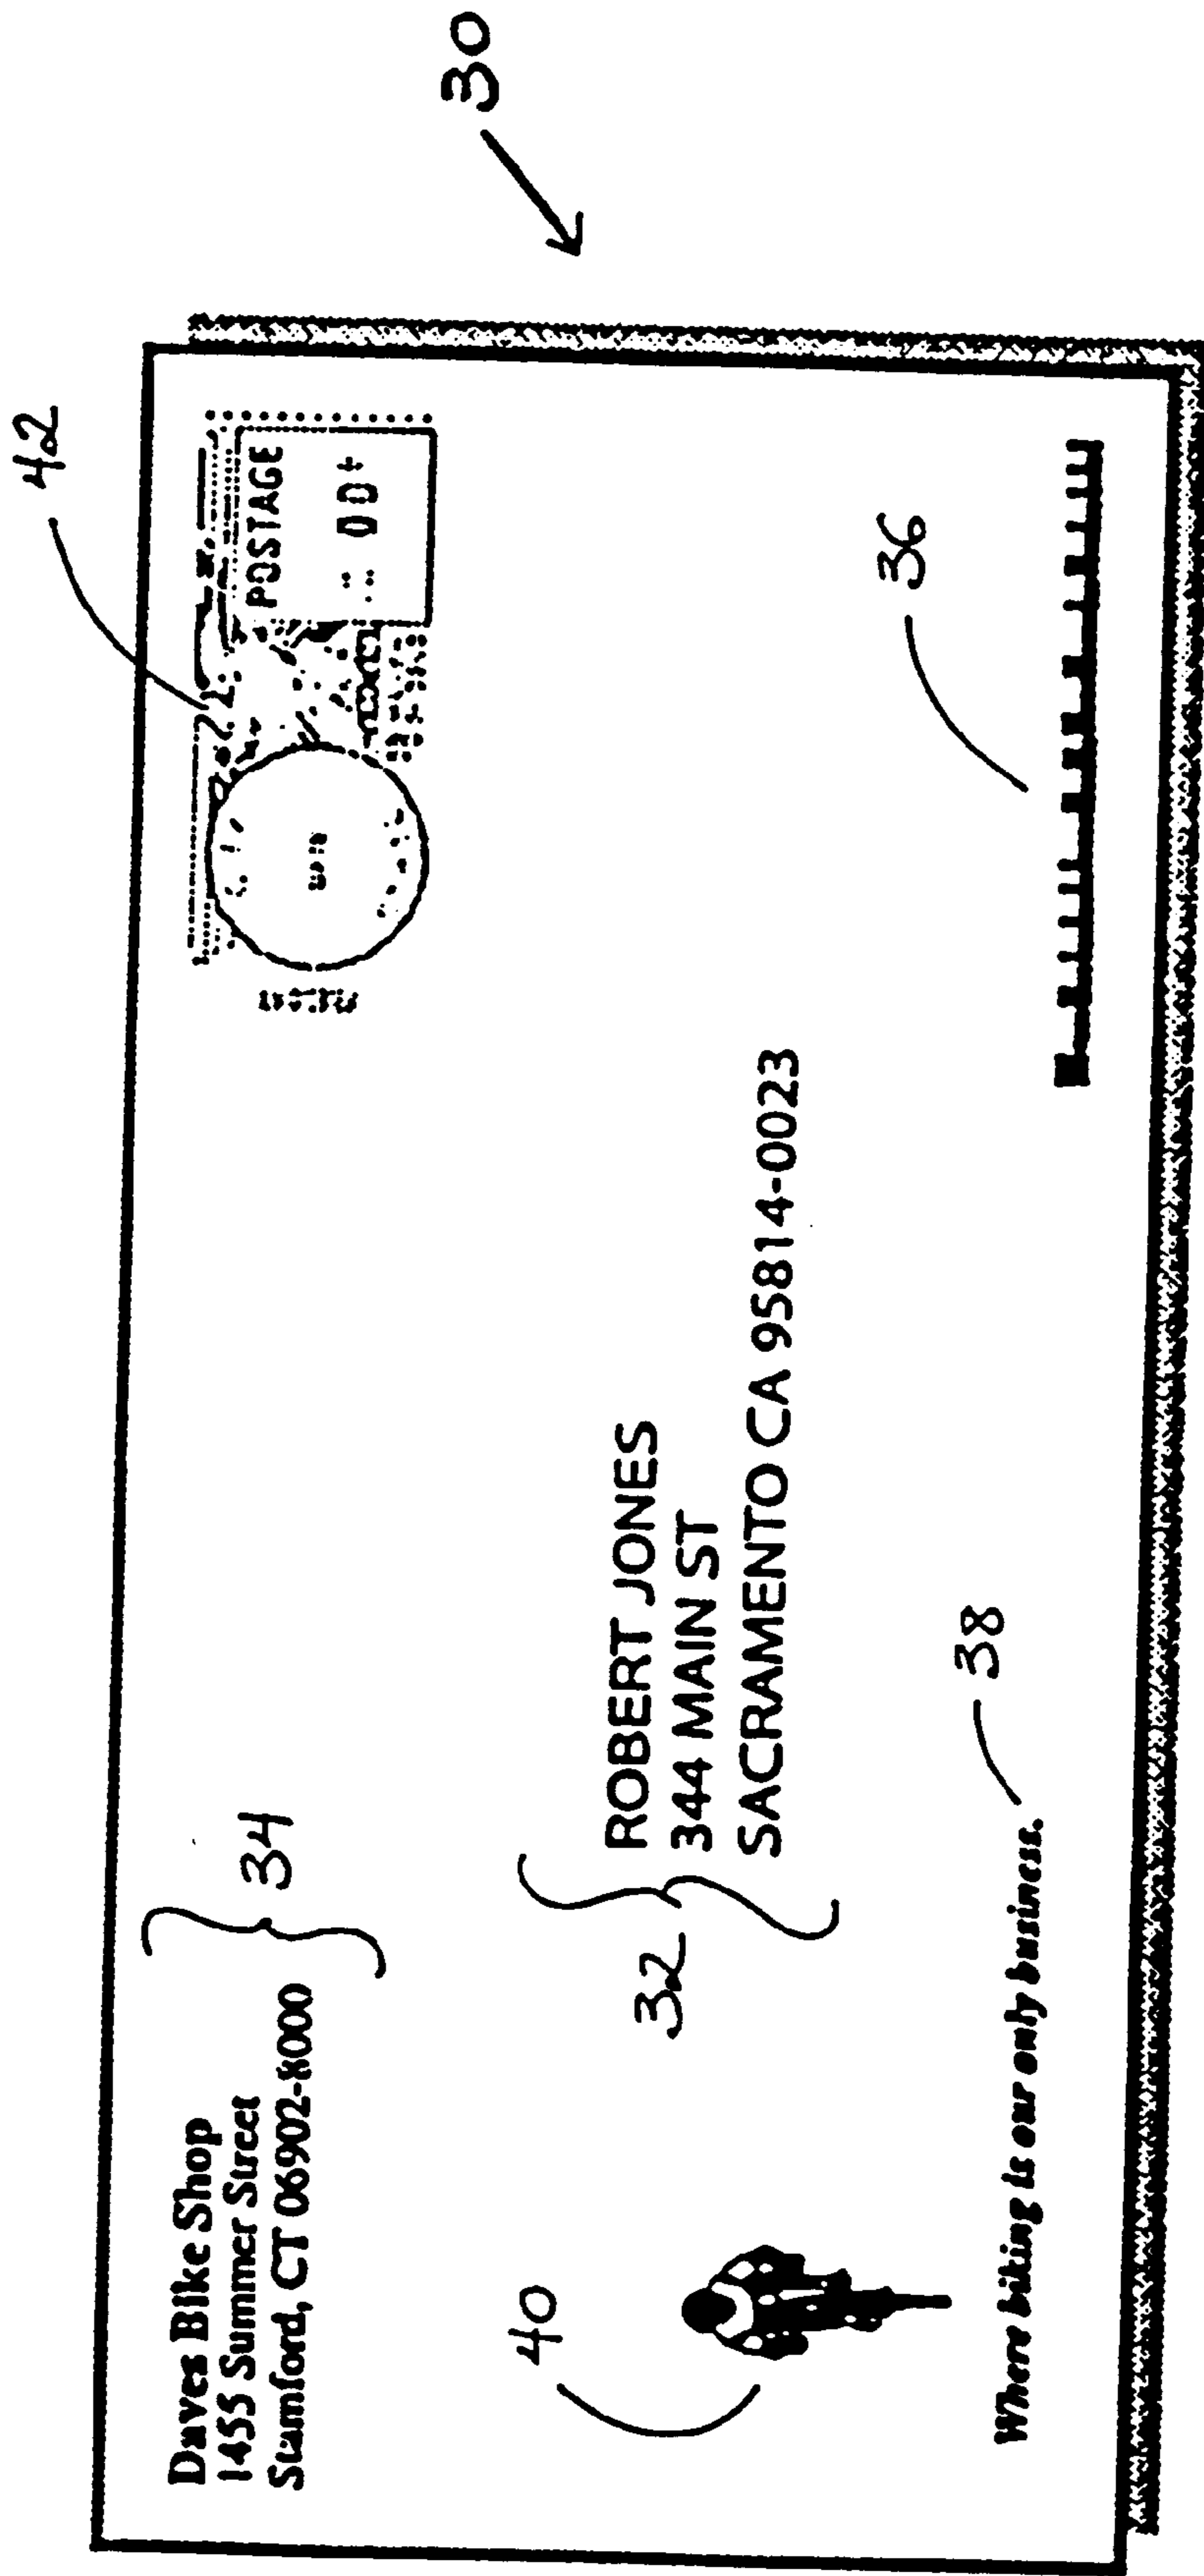 Daves Bike Shop
1455 Summer Street
Stamford, CT 06902-8000
34
42
POSTAGE
00
30
40
32
ROBERT JONES
344 MAIN ST
SACRAMENTO CA 95814-0023
Where biking is our only business.
38
36